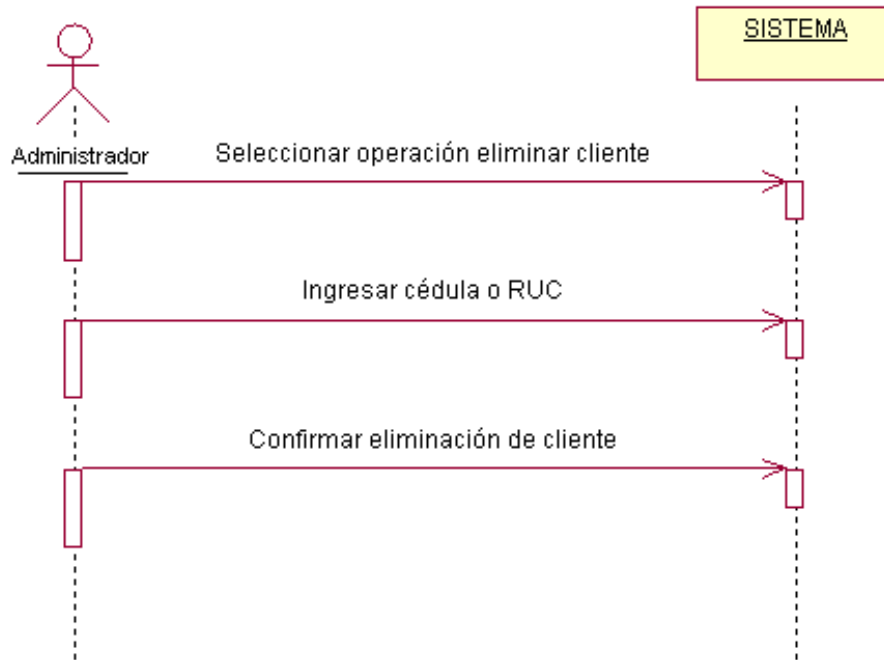 SISTEMA
Administrador
Seleccionar operación eliminar cliente
Ingresar cédula o RUC
Confirmar eliminación de cliente